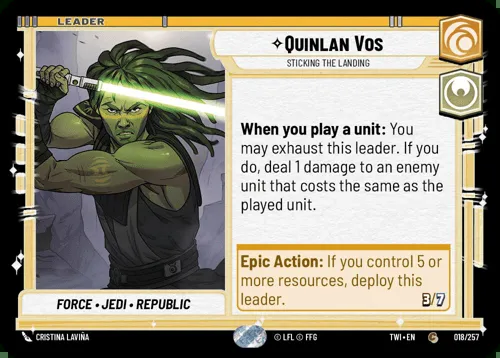 LEADER
✧QUINLAN VOS
STICKING THE LANDING
When you play a unit: You
may exhaust this leader. If you
do, deal 1 damage to an enemy
unit that costs the same as the
played unit.
Epic Action: If you control 5 or
more resources, deploy this
leader.
3/7
FORCE • JEDI • REPUBLIC
CRISTINA LAVIÑA
© LFL © FFG
TWI • EN
C
018/257